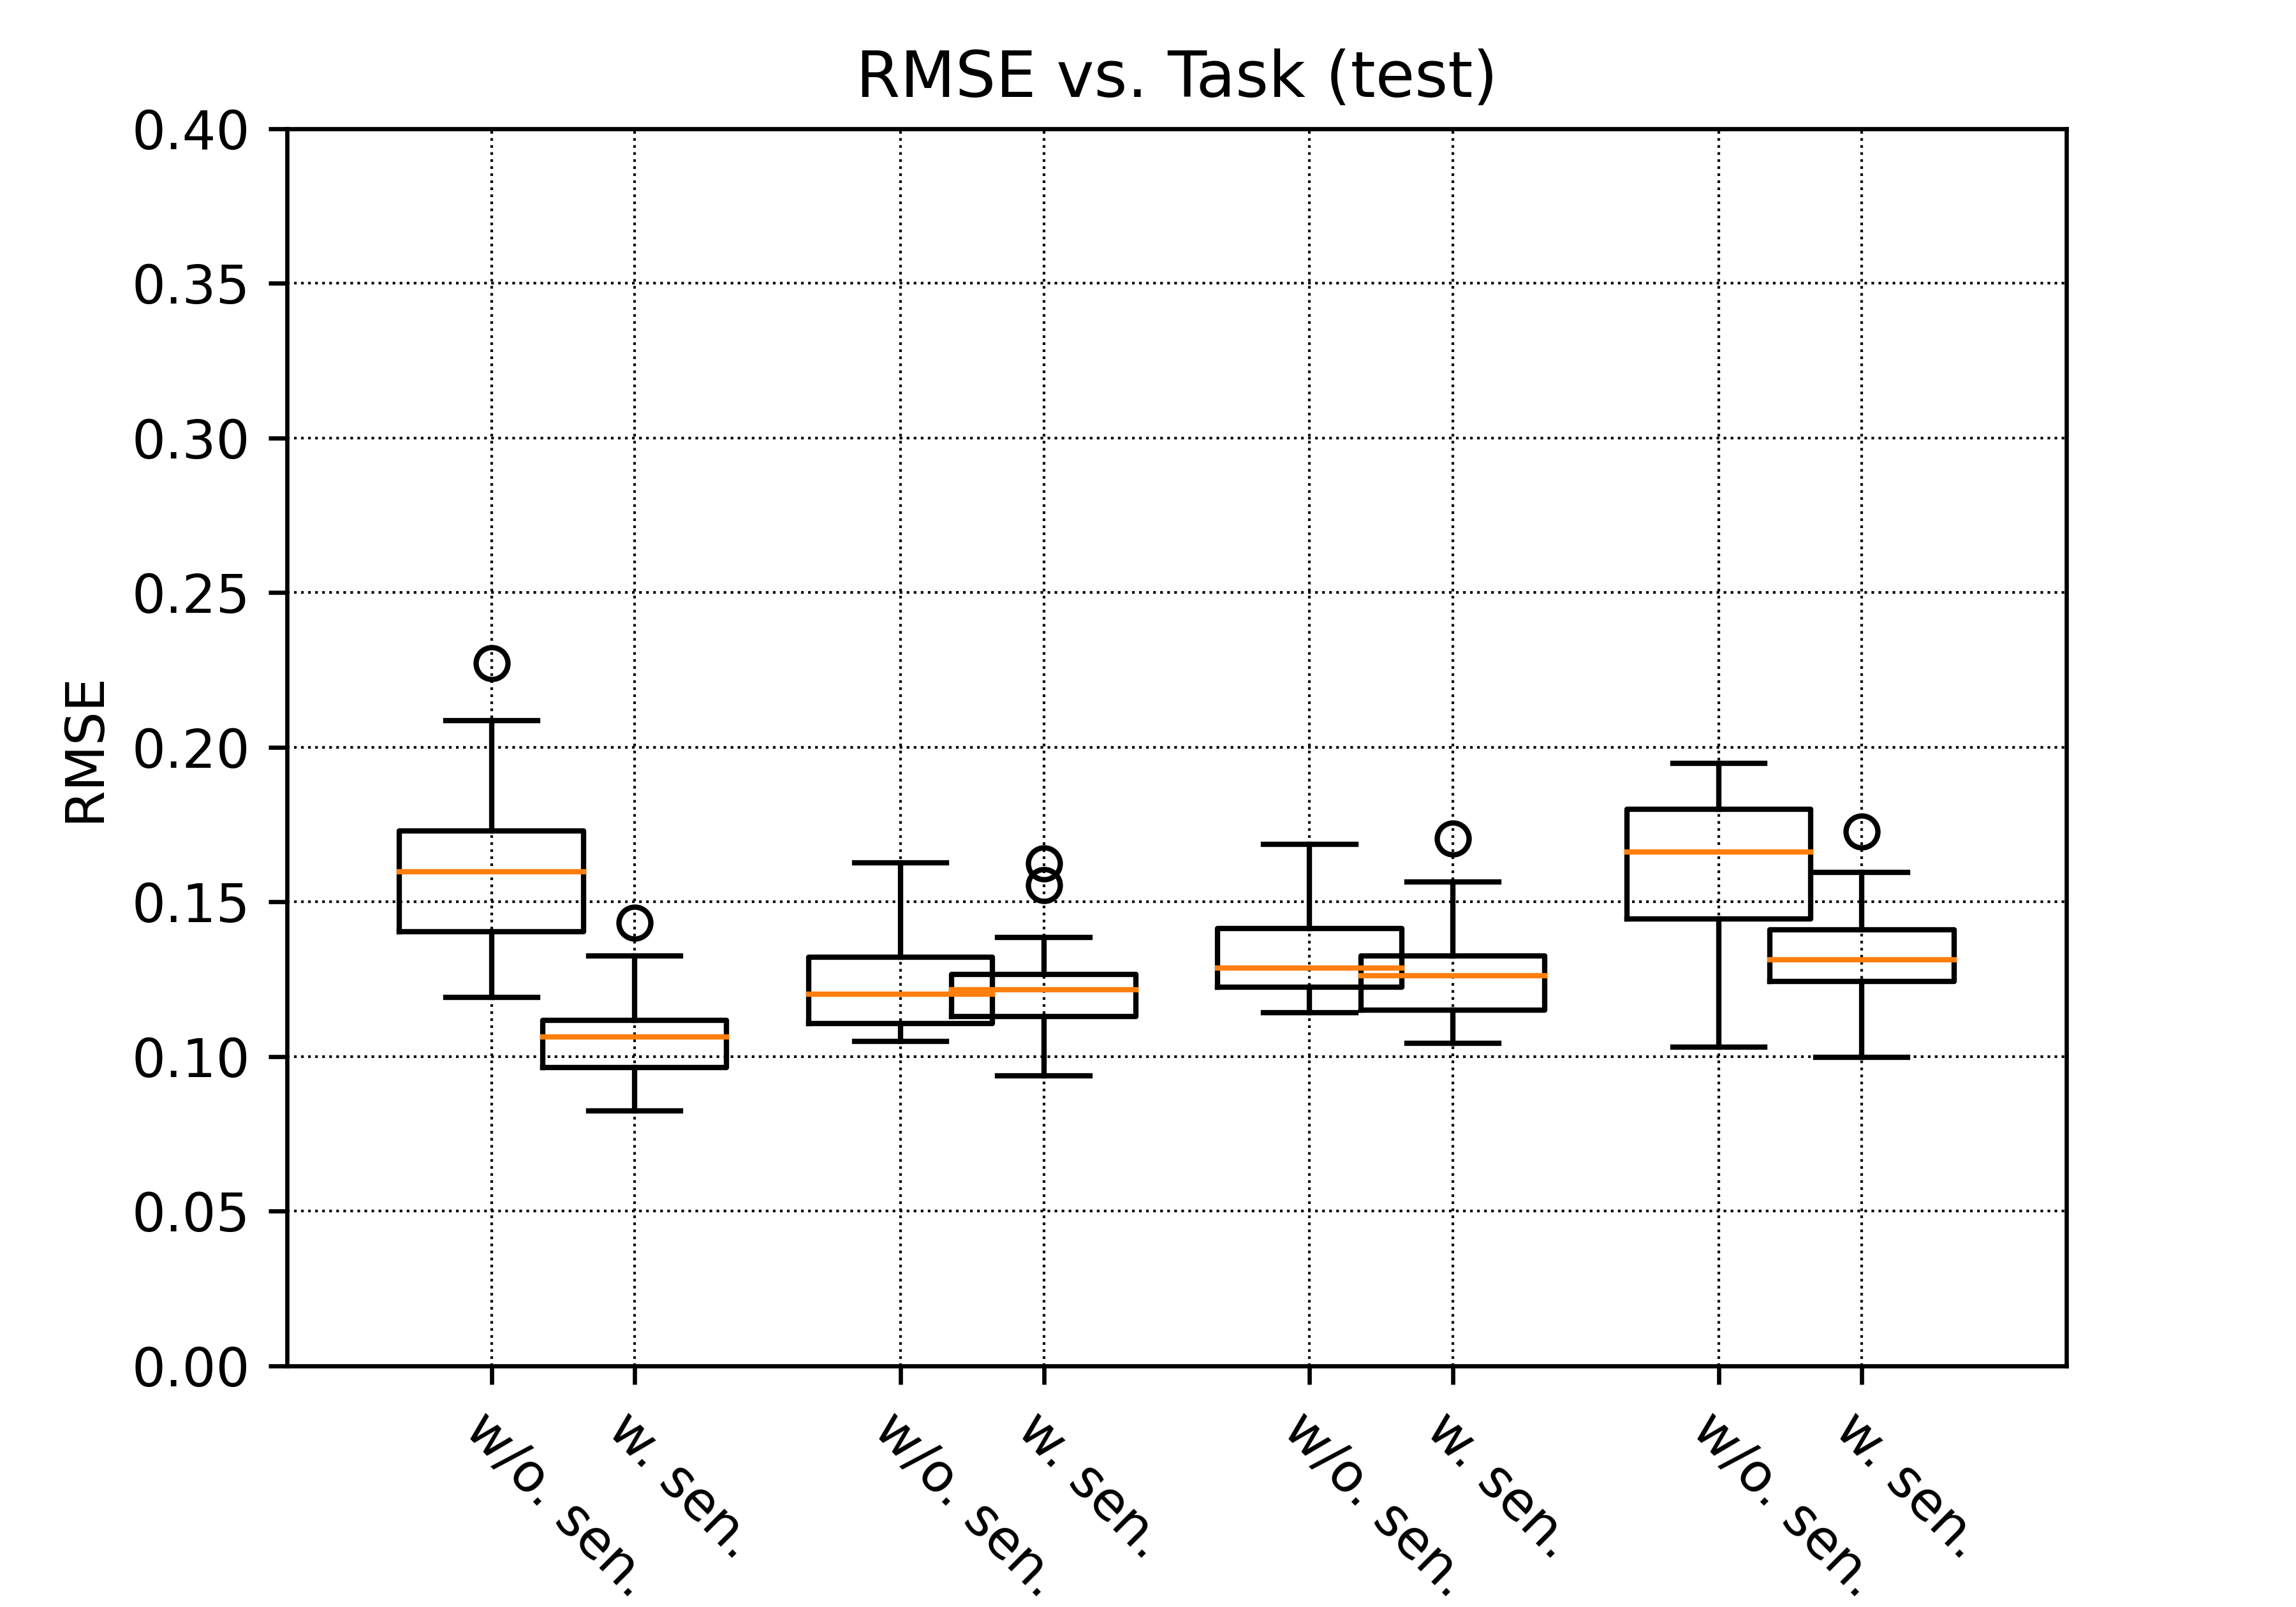 RMSE vs. Task (test)
0.40
0.35
0.30
0.25
0.20
0.15
0.10
0.05
0.00
RMSE
w/o. sen.
w. sen.
w/o. sen.
w. sen.
w/o. sen.
w. sen.
w/o. sen.
w. sen.